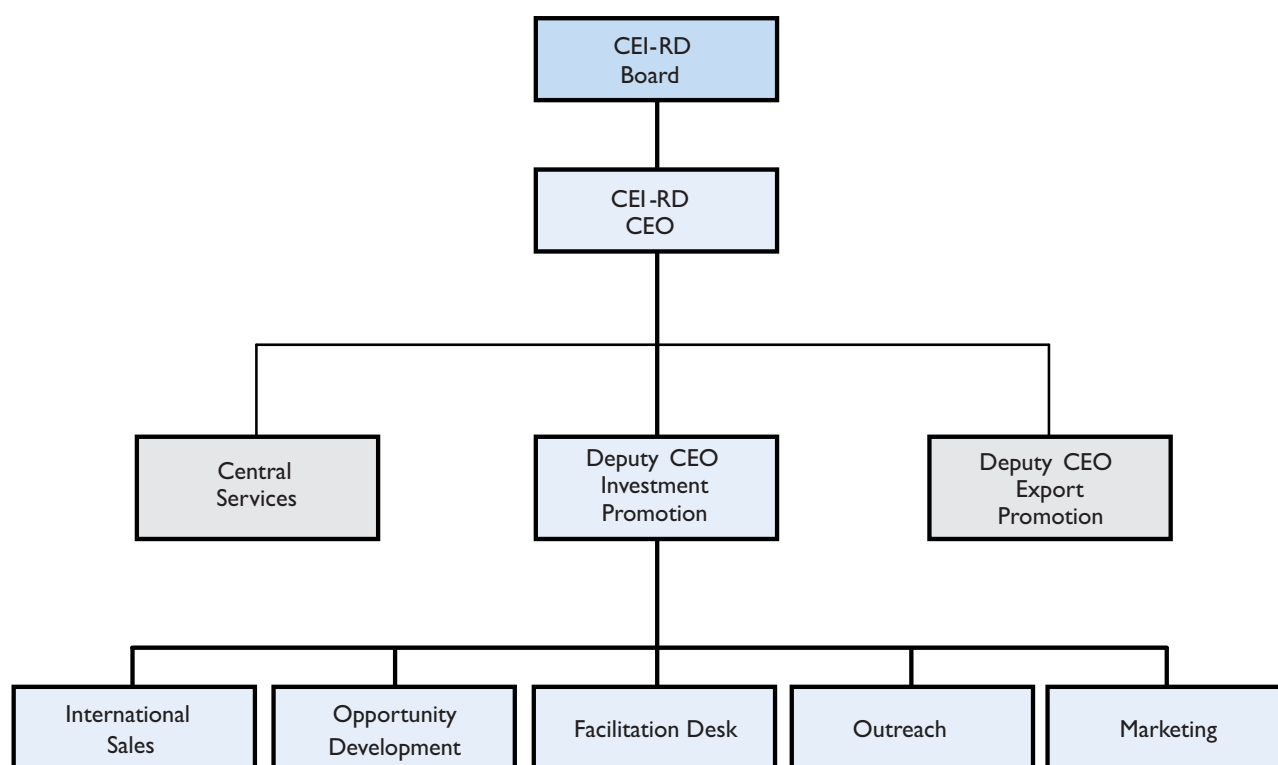 CEI-RD
Board
CEI-RD
CEO
Central
Services
Deputy CEO
Investment
Promotion
Deputy CEO
Export
Promotion
International
Sales
Opportunity
Development
Facilitation Desk
Outreach
Marketing